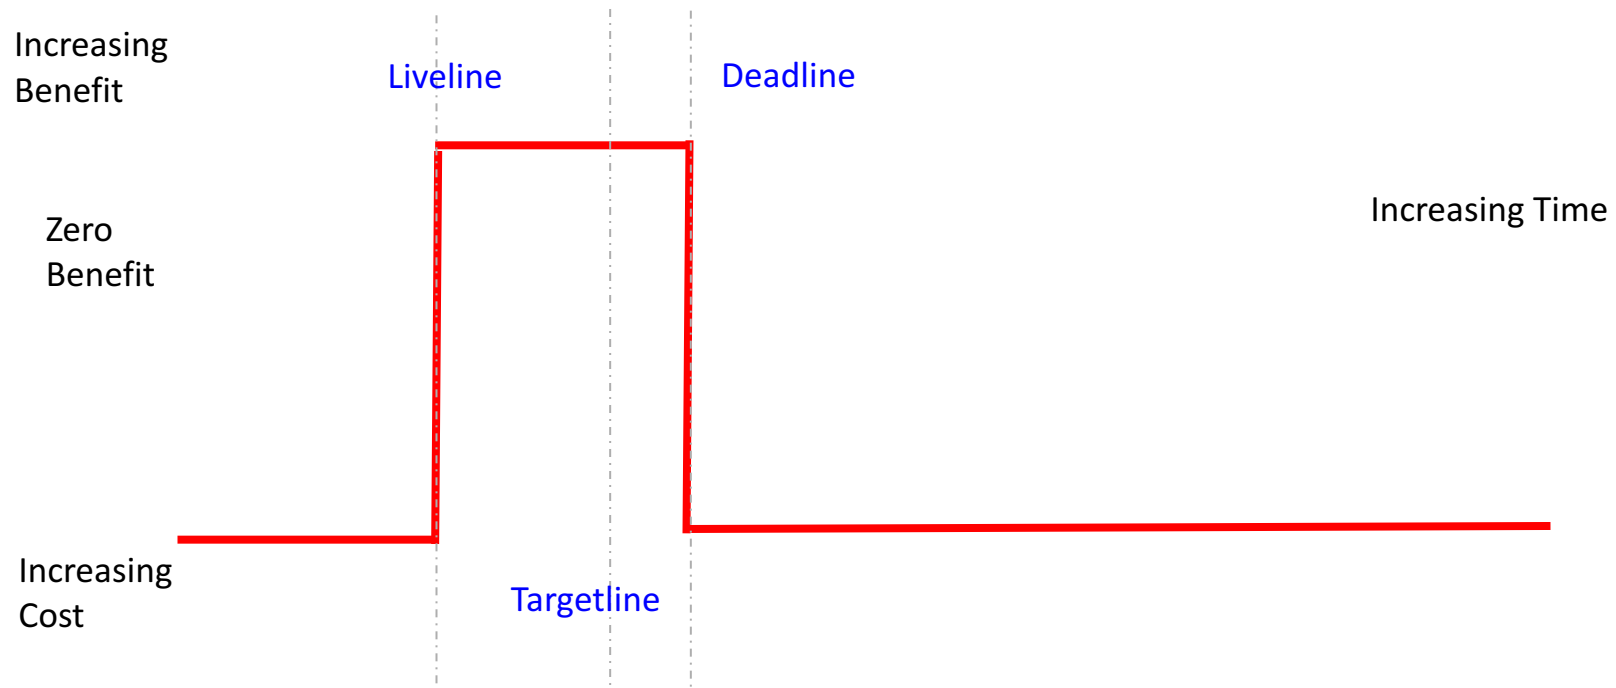 Increasing
Benefit
Liveline
Deadline
Zero
Benefit
Increasing Time
Increasing
Cost
Targetline